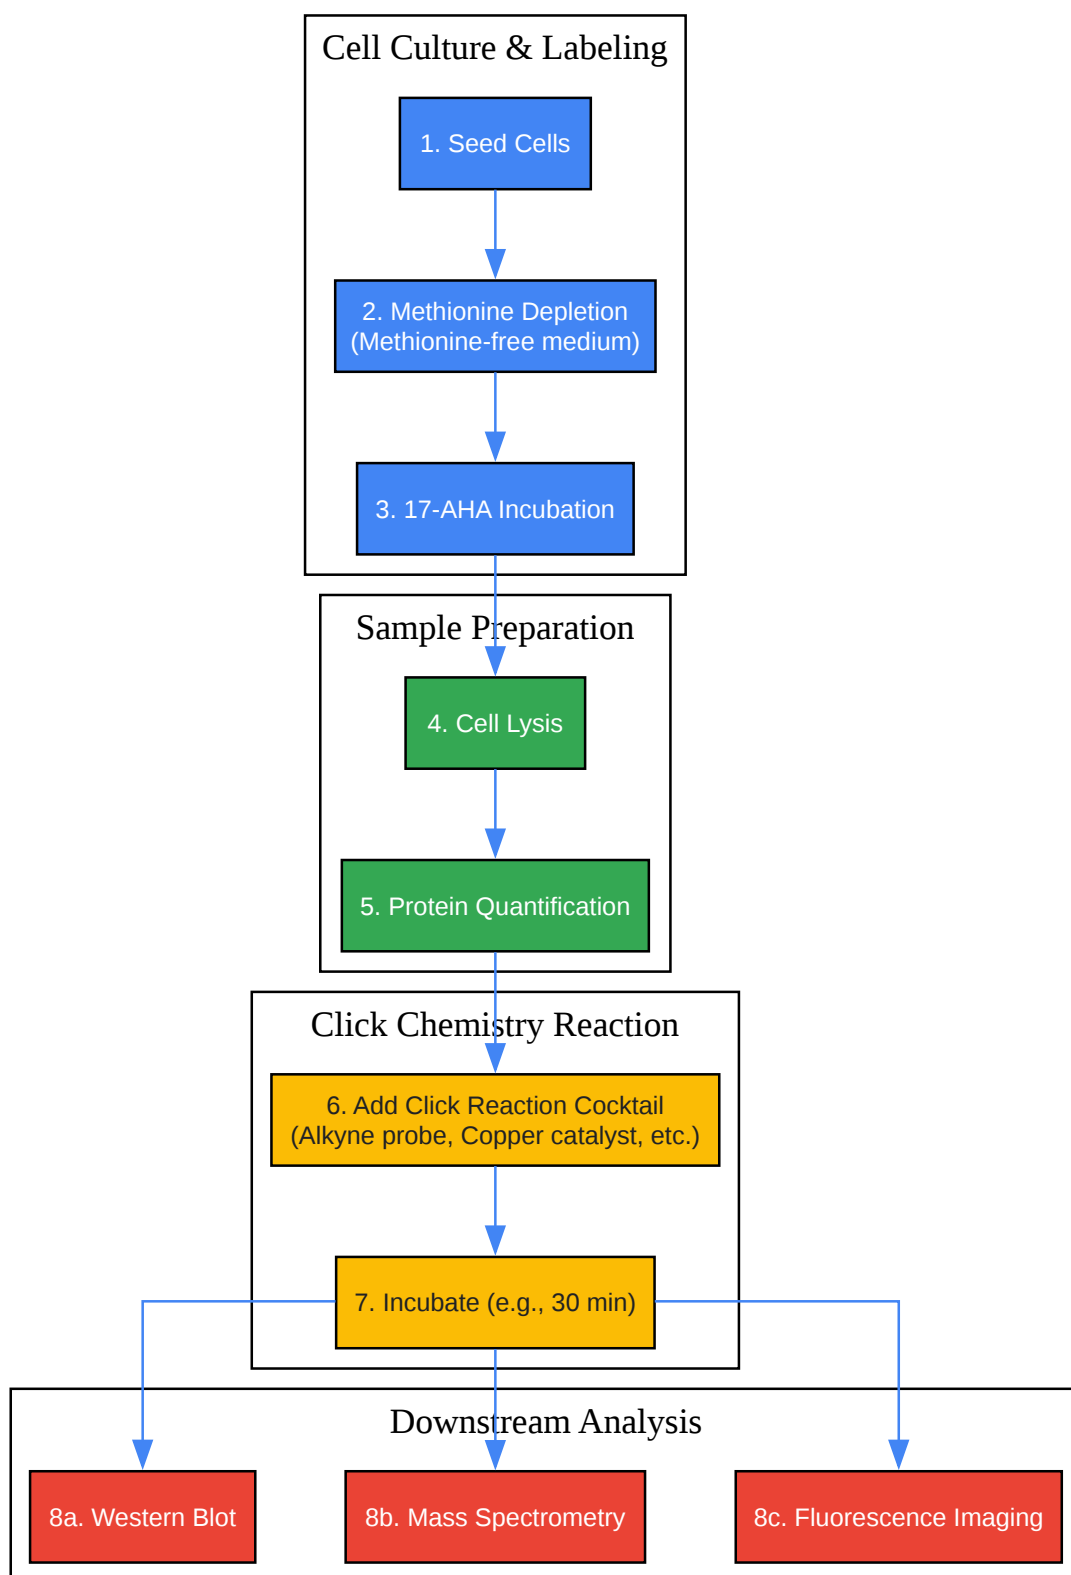 Cell Culture & Labeling
1. Seed Cells
2. Methionine Depletion
(Methionine-free medium)
3. 17-AHA Incubation
Sample Preparation
4. Cell Lysis
5. Protein Quantification
Click Chemistry Reaction
6. Add Click Reaction Cocktail
(Alkyne probe, Copper catalyst, etc.)
7. Incubate (e.g., 30 min)
Downstream Analysis
8a. Western Blot
8b. Mass Spectrometry
8c. Fluorescence Imaging